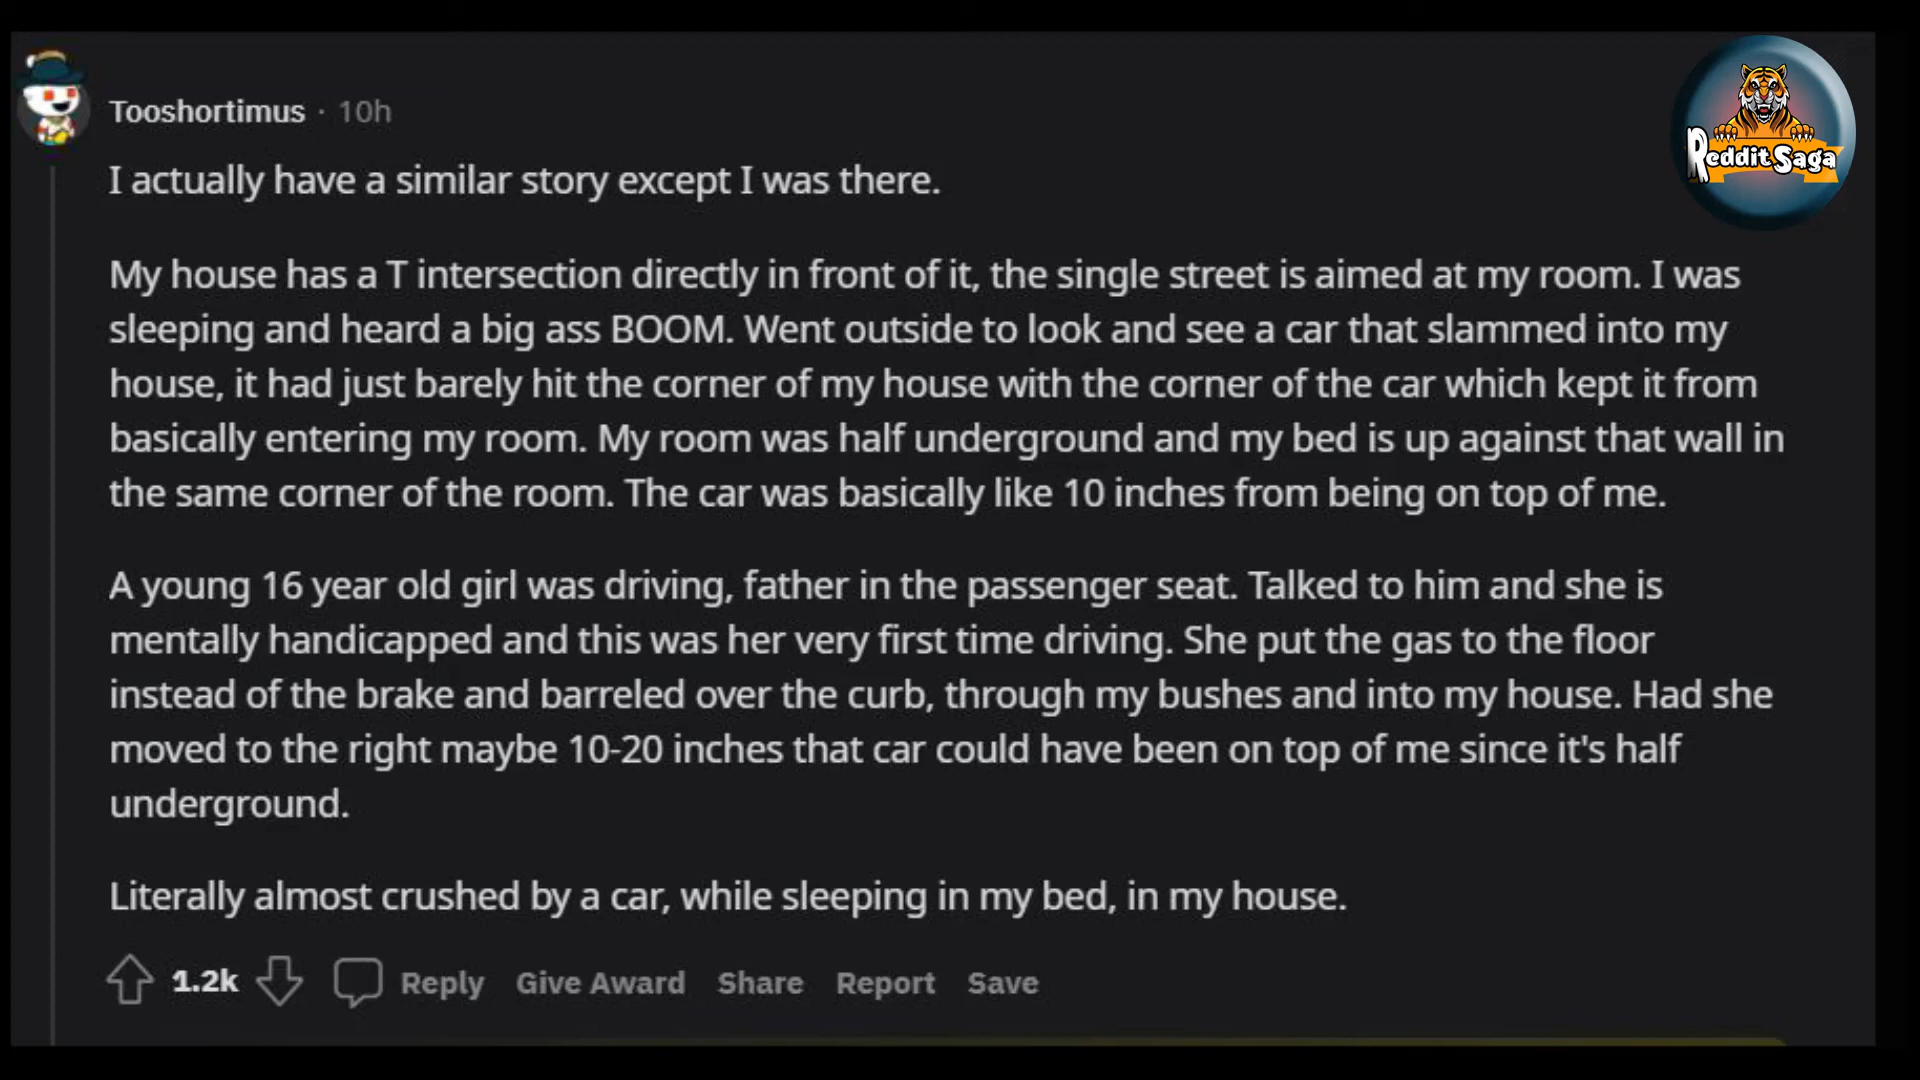 Tooshortimus · 10h
Reddit Saga
I actually have a similar story except I was there.
My house has a T intersection directly in front of it, the single street is aimed at my room. I was
sleeping and heard a big ass BOOM. Went outside to look and see a car that slammed into my
house, it had just barely hit the corner of my house with the corner of the car which kept it from
basically entering my room. My room was half underground and my bed is up against that wall in
the same corner of the room. The car was basically like 10 inches from being on top of me.
A young 16 year old girl was driving, father in the passenger seat. Talked to him and she is
mentally handicapped and this was her very first time driving. She put the gas to the floor
instead of the brake and barreled over the curb, through my bushes and into my house. Had she
moved to the right maybe 10-20 inches that car could have been on top of me since it's half
underground.
Literally almost crushed by a car, while sleeping in my bed, in my house.
1.2k Reply Give Award Share Report Save